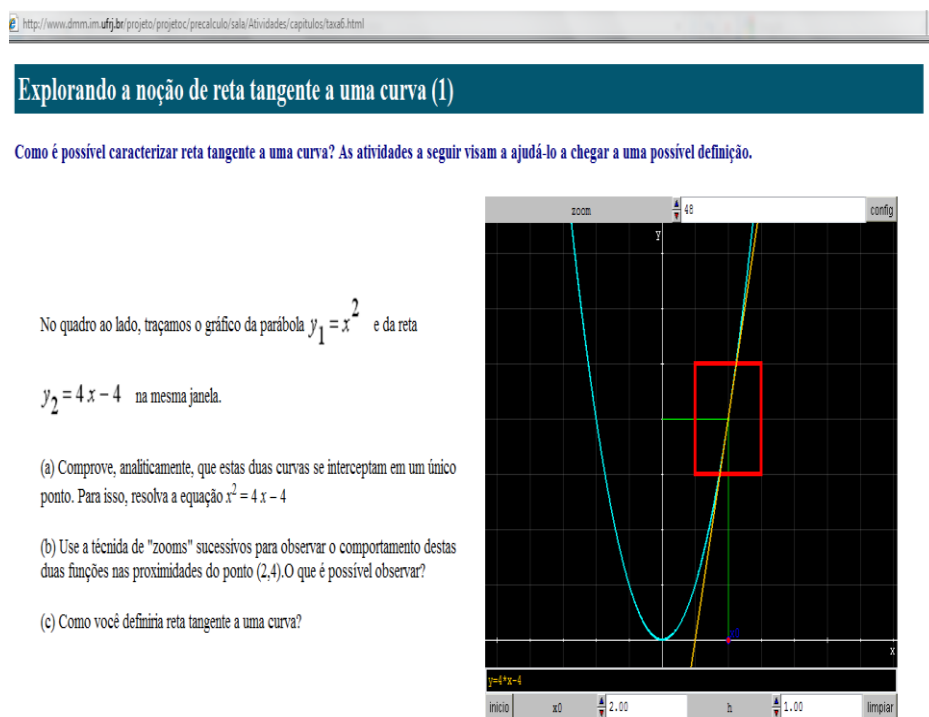 http://www.dmm.im.ufrj.br/projeto/projetoc/precalculo/sala/Atividades/capitulos/taxa6.html
Explorando a noção de reta tangente a uma curva (1)
Como é possível caracterizar reta tangente a uma curva? As atividades a seguir visam a ajudá-lo a chegar a uma possível definição.
zoom 48 config
y
No quadro ao lado, traçamos o gráfico da parábola y₁ = x² e da reta
y₂ = 4 x − 4 na mesma janela.
(a) Comprove, analiticamente, que estas duas curvas se interceptam em um único
ponto. Para isso, resolva a equação x² = 4 x – 4
(b) Use a técnida de "zooms" sucessivos para observar o comportamento destas
duas funções nas proximidades do ponto (2,4).O que é possível observar?
(c) Como você definiria reta tangente a uma curva?
x0
x
y=4*x-4
inicio x0 2.00 h 1.00 limpiar